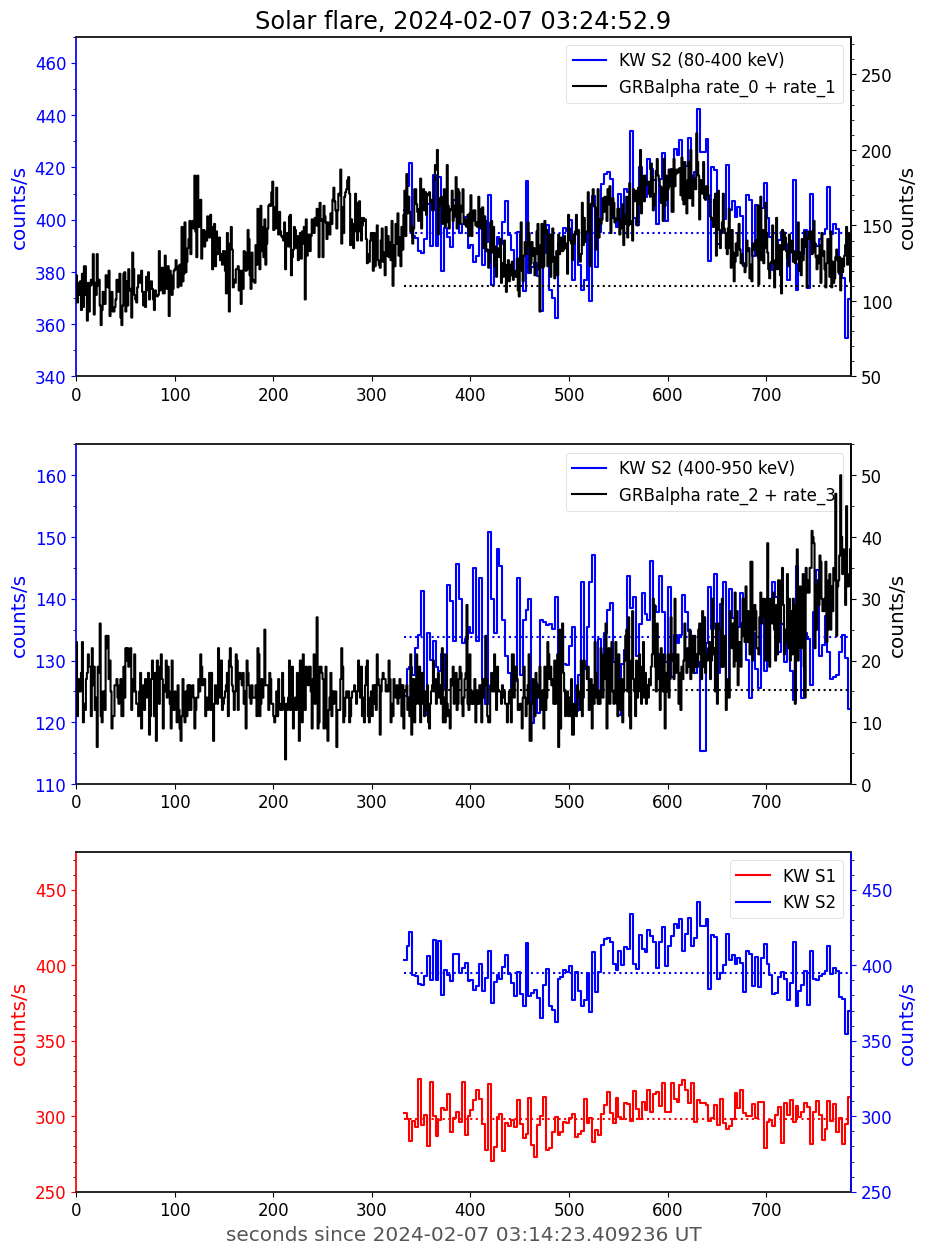 Solar flare, 2024-02-07 03:24:52.9
KW S2 (80-400 keV)
GRBalpha rate_0 + rate_1
460
440
420
400
380
360
340
counts/s
250
200
150
100
50
counts/s
0 100 200 300 400 500 600 700
KW S2 (400-950 keV)
GRBalpha rate_2 + rate_3
160
150
140
130
120
110
counts/s
50
40
30
20
10
0
counts/s
0 100 200 300 400 500 600 700
KW S1
KW S2
450
400
350
300
250
counts/s
450
400
350
300
250
counts/s
0 100 200 300 400 500 600 700
seconds since 2024-02-07 03:14:23.409236 UT